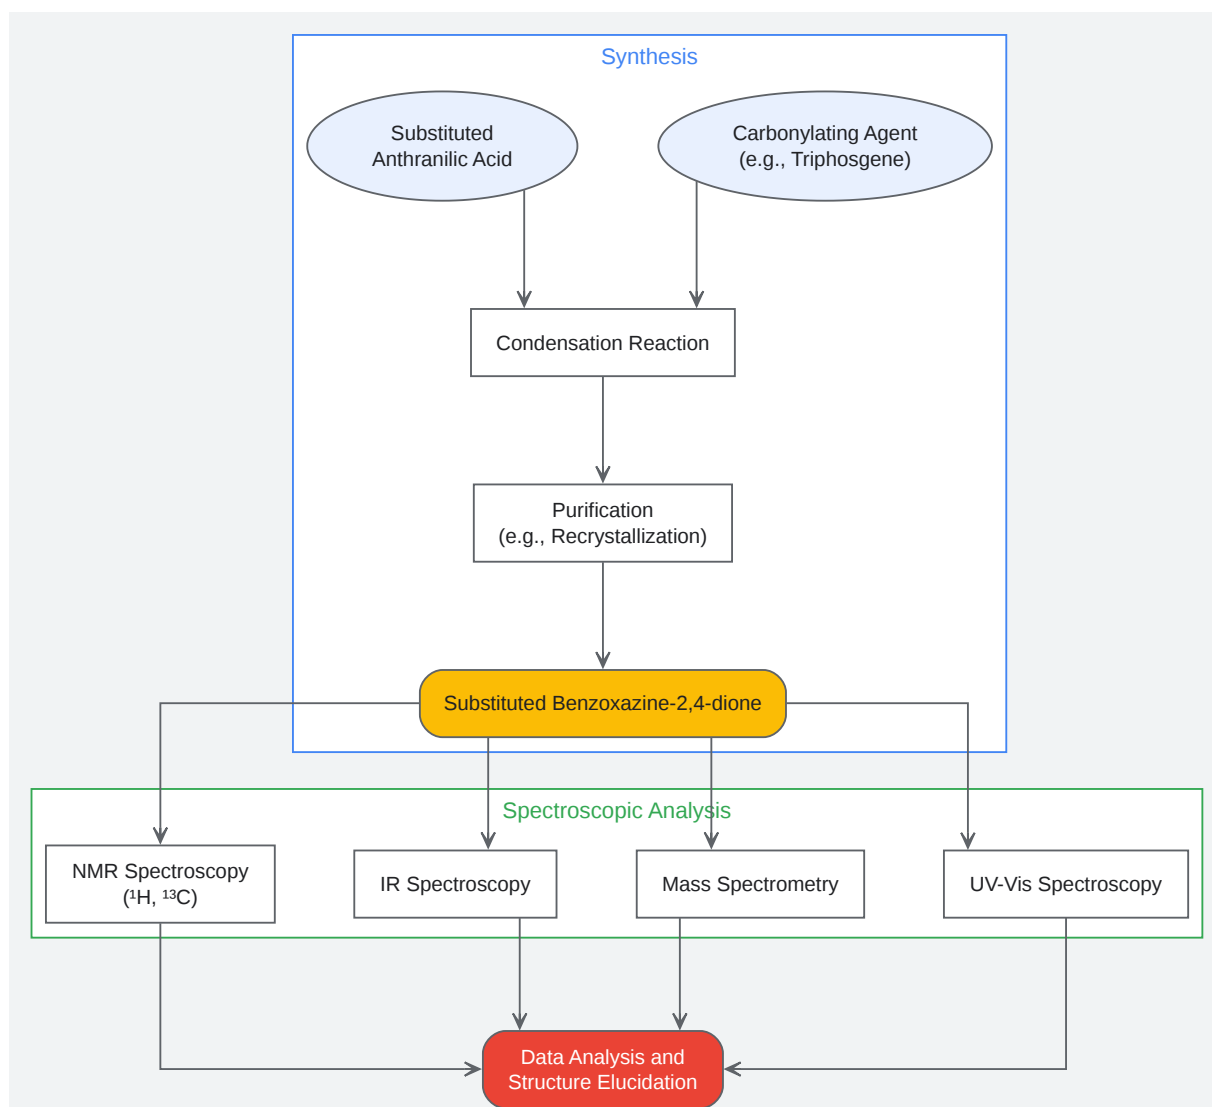 Synthesis
Substituted
Anthranilic Acid
Carbonylating Agent
(e.g., Triphosgene)
Condensation Reaction
Purification
(e.g., Recrystallization)
Substituted Benzoxazine-2,4-dione
Spectroscopic Analysis
NMR Spectroscopy
(¹H, ¹³C)
IR Spectroscopy
Mass Spectrometry
UV-Vis Spectroscopy
Data Analysis and
Structure Elucidation